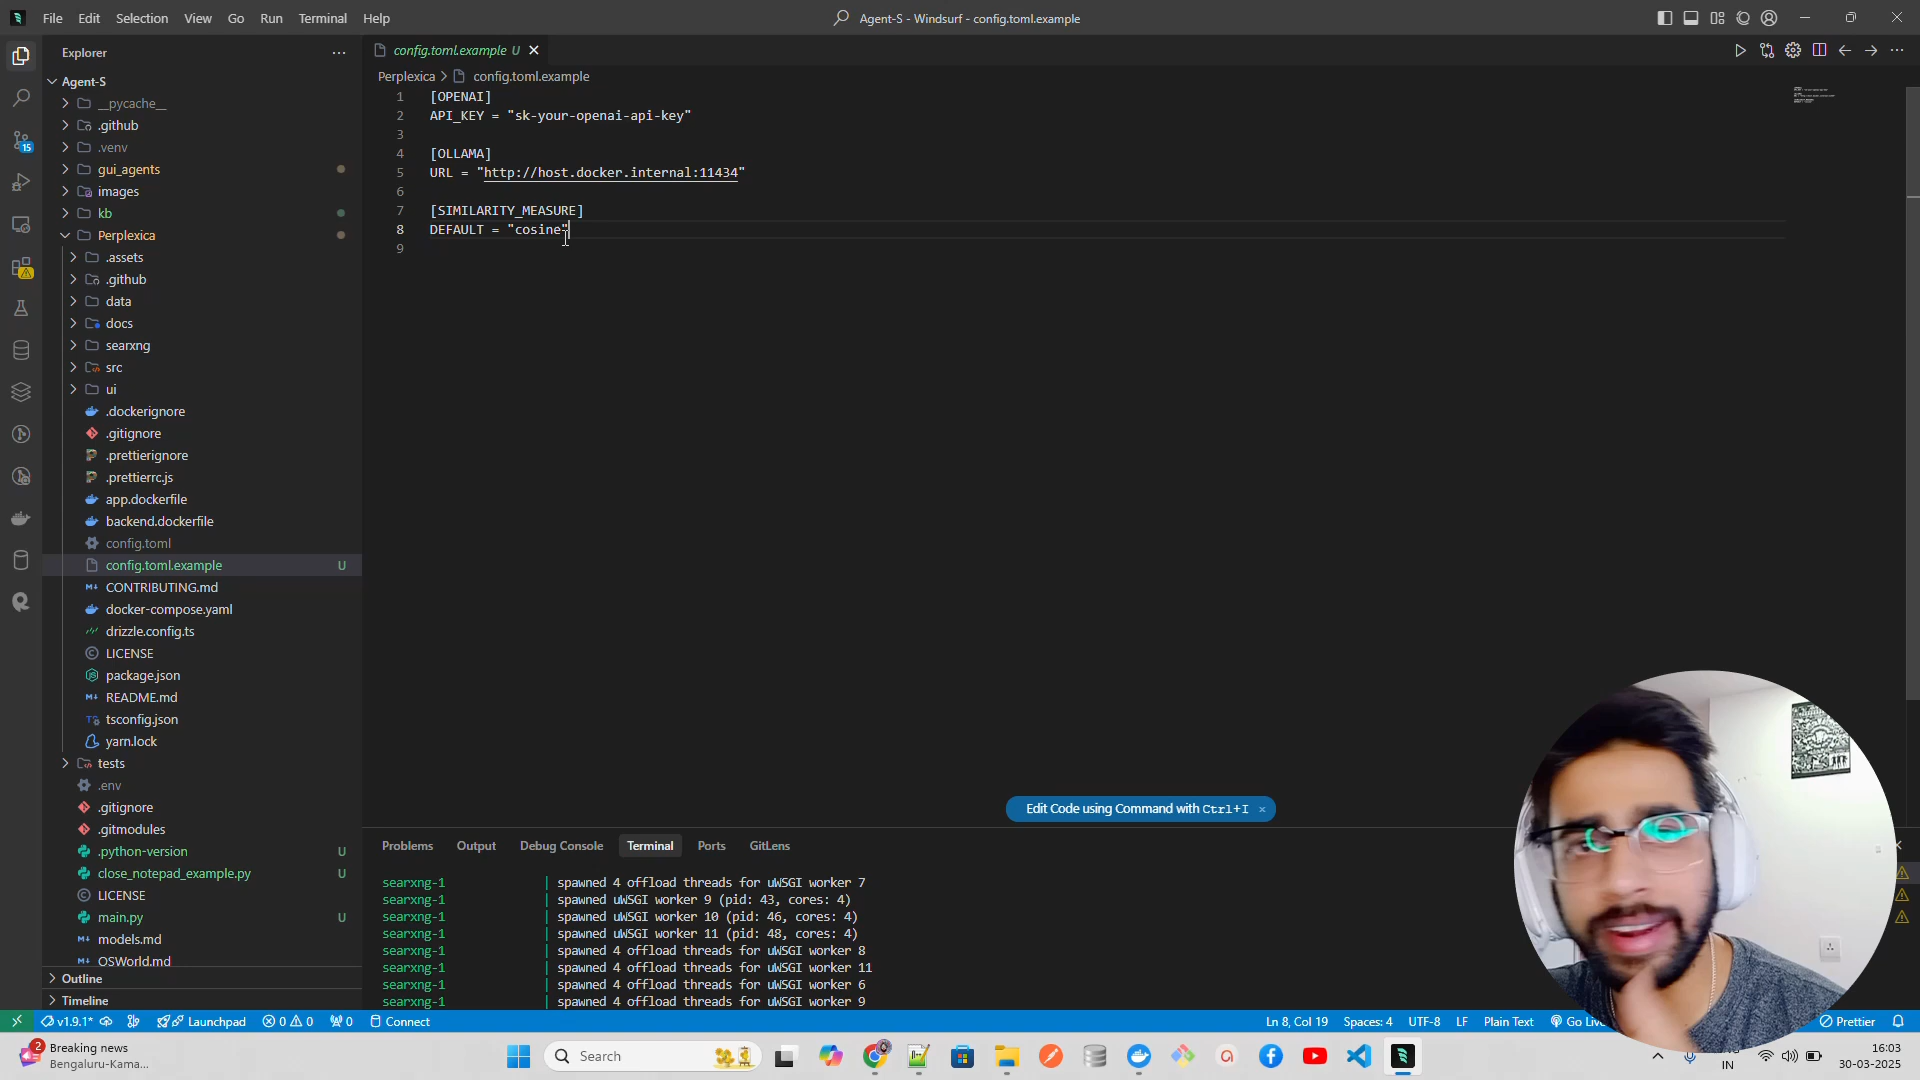 File Edit Selection View Go Run Terminal Help
Agent-S - Windsurf - config.toml.example
Explorer
Agent-S
__pycache__
.github
.venv
gui_agents
images
kb
Perplexica
.assets
.github
data
docs
searxng
src
ui
.dockerignore
.gitignore
.prettierignore
.prettierrc.js
app.dockerfile
backend.dockerfile
config.toml
config.toml.example U
CONTRIBUTING.md
docker-compose.yaml
drizzle.config.ts
LICENSE
package.json
README.md
tsconfig.json
yarn.lock
tests
.env
.gitignore
.gitmodules
.python-version U
close_notepad_example.py U
LICENSE
main.py U
models.md
OSWorld.md
Outline
Timeline
15
config.toml.example U
Perplexica > config.toml.example
1 [OPENAI]
2 API_KEY = "sk-your-openai-api-key"
3
4 [OLLAMA]
5 URL = "http://host.docker.internal:11434"
6
7 [SIMILARITY_MEASURE]
8 DEFAULT = "cosine"
9
Edit Code using Command with Ctrl+I
Problems Output Debug Console Terminal Ports GitLens
searxng-1 | spawned 4 offload threads for uWSGI worker 7
searxng-1 | spawned uWSGI worker 9 (pid: 43, cores: 4)
searxng-1 | spawned uWSGI worker 10 (pid: 46, cores: 4)
searxng-1 | spawned uWSGI worker 11 (pid: 48, cores: 4)
searxng-1 | spawned 4 offload threads for uWSGI worker 8
searxng-1 | spawned 4 offload threads for uWSGI worker 11
searxng-1 | spawned 4 offload threads for uWSGI worker 6
searxng-1 | spawned 4 offload threads for uWSGI worker 9
v1.9.1* Launchpad 0 0 0 Connect
Ln 8, Col 19 Spaces: 4 UTF-8 LF Plain Text Go Live Prettier
2 Breaking news
Bengaluru-Kama...
Search
IN
16:03
30-03-2025